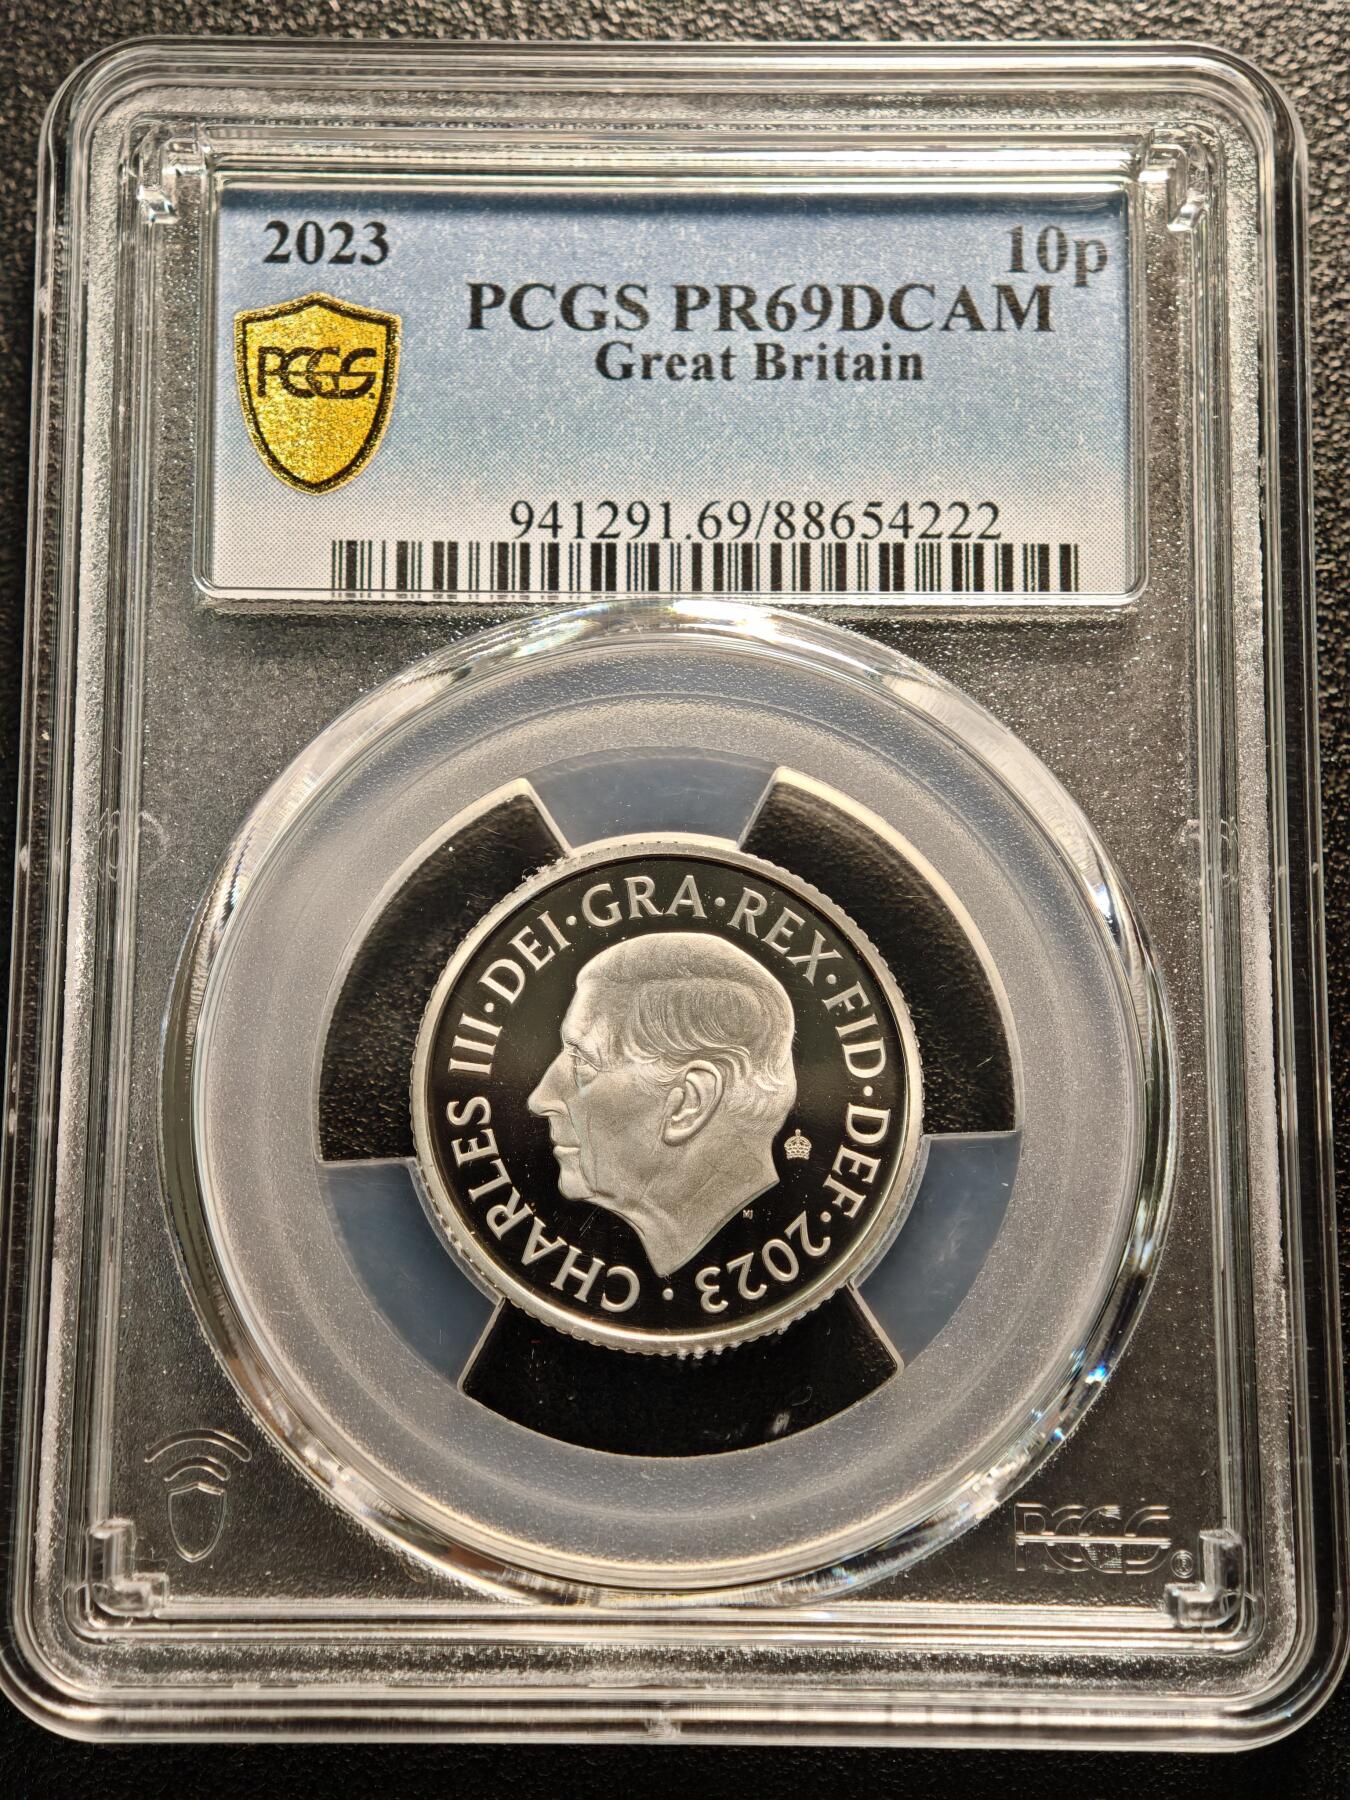 2023
10p
PCGS PR69DCAM
Great Britain
PCGS
941291.69/88654222
CHARLES III · DEI · GRA · REX · FID · DEF · 2023 ·
MJ
PCGS ®